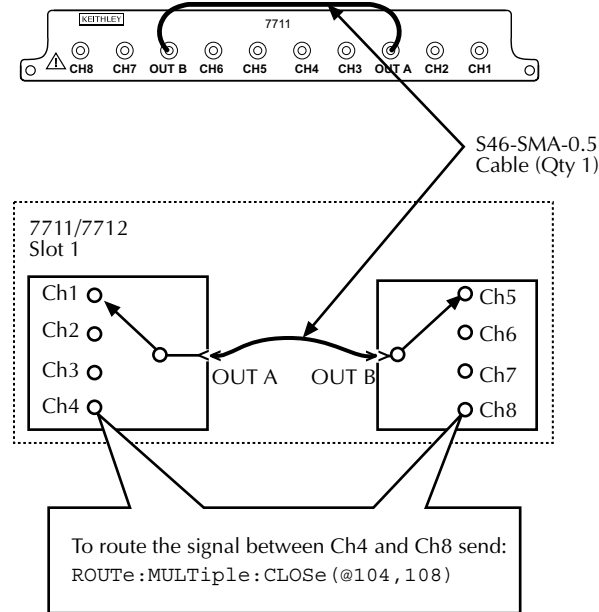 KEITHLEY
7711
CH8 CH7 OUT B CH6 CH5 CH4 CH3 OUT A CH2 CH1
S46-SMA-0.5
Cable (Qty 1)
7711/7712
Slot 1
Ch1
Ch2
Ch3
Ch4
OUT A
OUT B
Ch5
Ch6
Ch7
Ch8
To route the signal between Ch4 and Ch8 send:
ROUTe:MULTiple:CLOSe(@104,108)